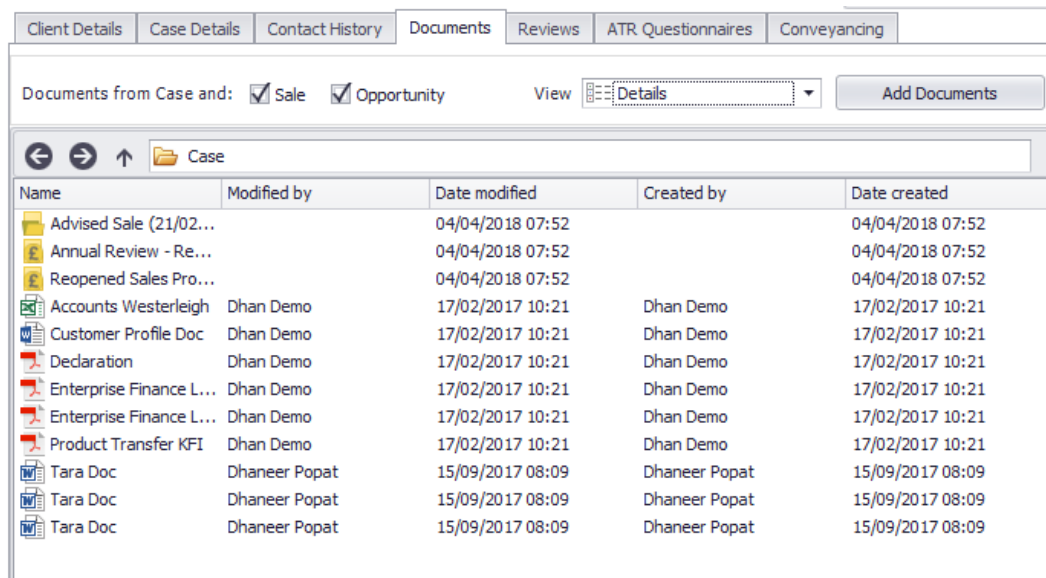 Client Details Case Details Contact History Documents Reviews ATR Questionnaires Conveyancing
Documents from Case and: Sale Opportunity View Details Add Documents
Case
Name Modified by Date modified Created by Date created
Advised Sale (21/02... 04/04/2018 07:52 04/04/2018 07:52
Annual Review - Re... 04/04/2018 07:52 04/04/2018 07:52
Reopened Sales Pro... 04/04/2018 07:52 04/04/2018 07:52
Accounts Westerleigh Dhan Demo 17/02/2017 10:21 Dhan Demo 17/02/2017 10:21
Customer Profile Doc Dhan Demo 17/02/2017 10:21 Dhan Demo 17/02/2017 10:21
Declaration Dhan Demo 17/02/2017 10:21 Dhan Demo 17/02/2017 10:21
Enterprise Finance L... Dhan Demo 17/02/2017 10:21 Dhan Demo 17/02/2017 10:21
Enterprise Finance L... Dhan Demo 17/02/2017 10:21 Dhan Demo 17/02/2017 10:21
Product Transfer KFI Dhan Demo 17/02/2017 10:21 Dhan Demo 17/02/2017 10:21
Tara Doc Dhaneer Popat 15/09/2017 08:09 Dhaneer Popat 15/09/2017 08:09
Tara Doc Dhaneer Popat 15/09/2017 08:09 Dhaneer Popat 15/09/2017 08:09
Tara Doc Dhaneer Popat 15/09/2017 08:09 Dhaneer Popat 15/09/2017 08:09